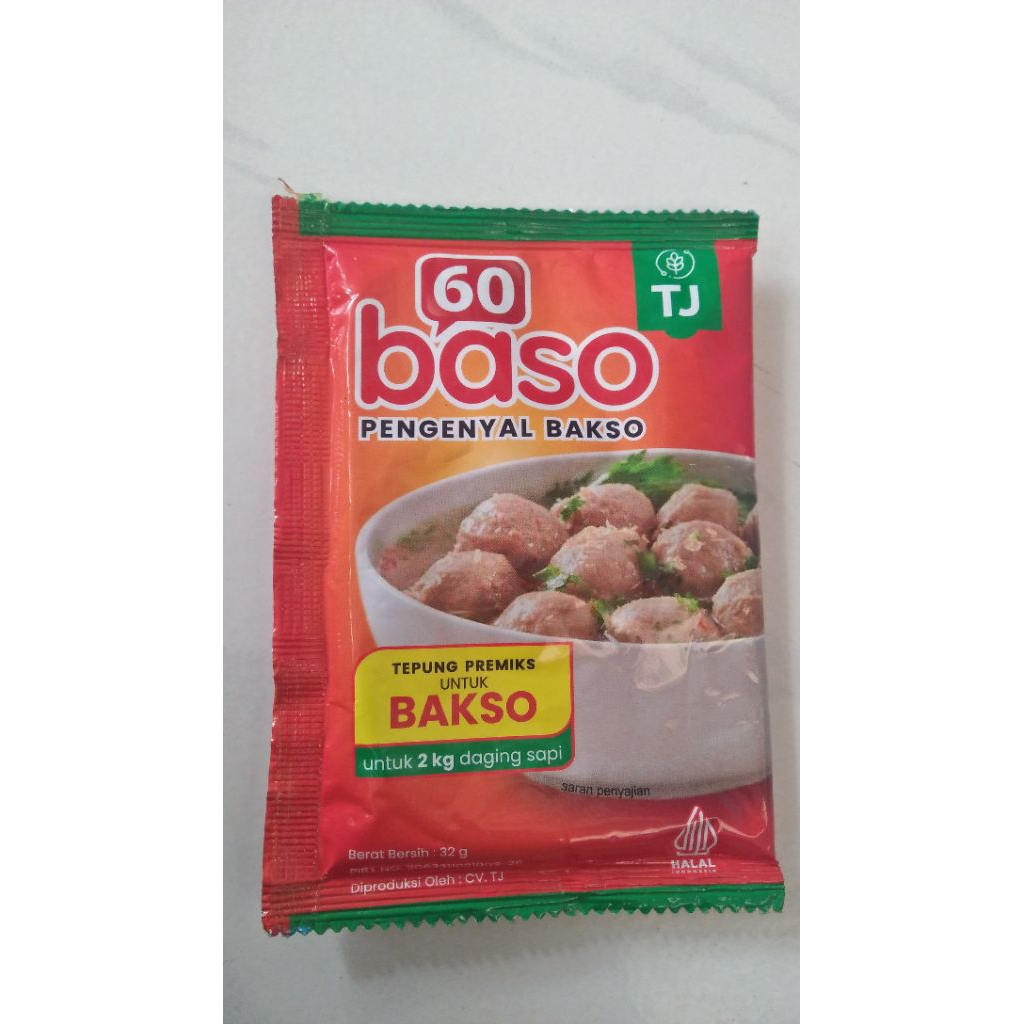 60
TJ
baso
PENGENYAL BAKSO
TEPUNG PREMIKS
UNTUK
BAKSO
untuk 2 kg daging sapi
saran penyajian
Berat Bersih : 32 g
Diproduksi Oleh : CV. TJ
HALAL
INDONESIA